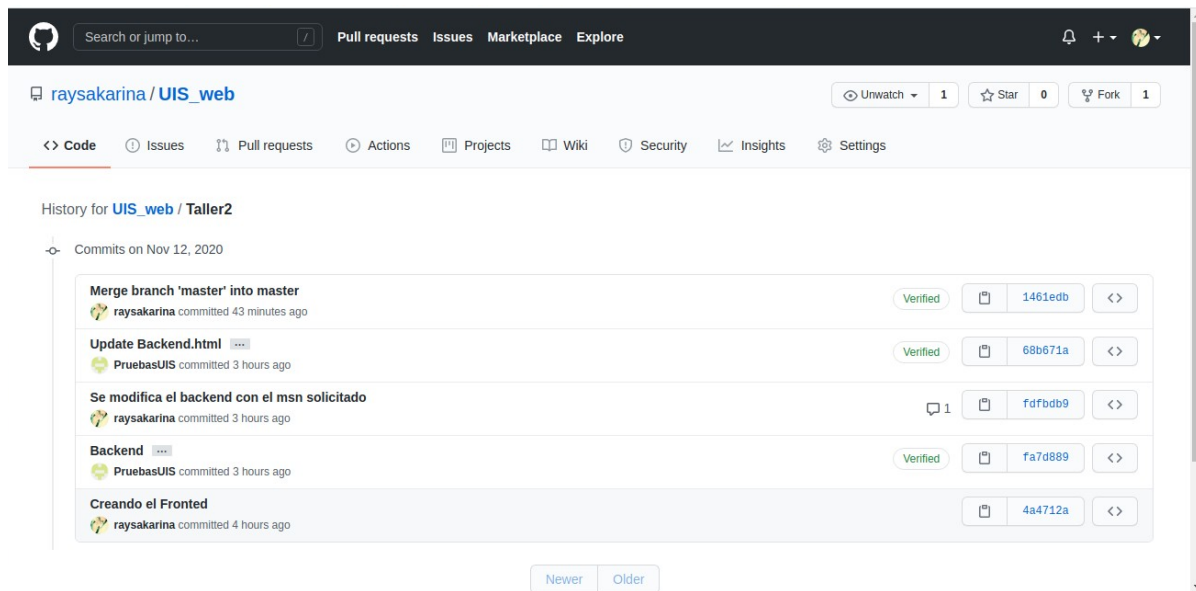 Search or jump to... / Pull requests Issues Marketplace Explore
raysakarina / UIS_web Unwatch 1 Star 0 Fork 1
Code Issues Pull requests Actions Projects Wiki Security Insights Settings
History for UIS_web / Taller2
Commits on Nov 12, 2020
Merge branch 'master' into master
raysakarina committed 43 minutes ago Verified 1461edb
Update Backend.html ...
PruebasUIS committed 3 hours ago Verified 68b671a
Se modifica el backend con el msn solicitado
raysakarina committed 3 hours ago 1 fdfbdb9
Backend ...
PruebasUIS committed 3 hours ago Verified fa7d889
Creando el Fronted
raysakarina committed 4 hours ago 4a4712a
Newer Older